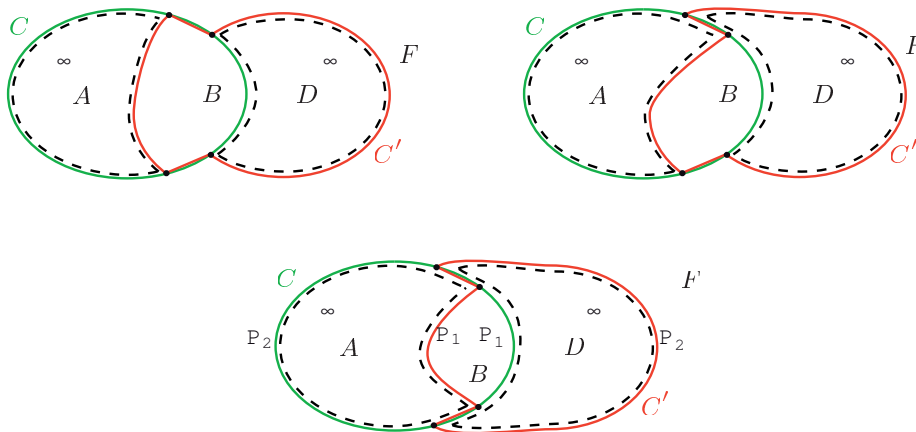 C ∞ A B ∞ D F C′
C ∞ A B ∞ D F C′
C ∞ F
P₂ A P₁ P₁ B D P₂
C′